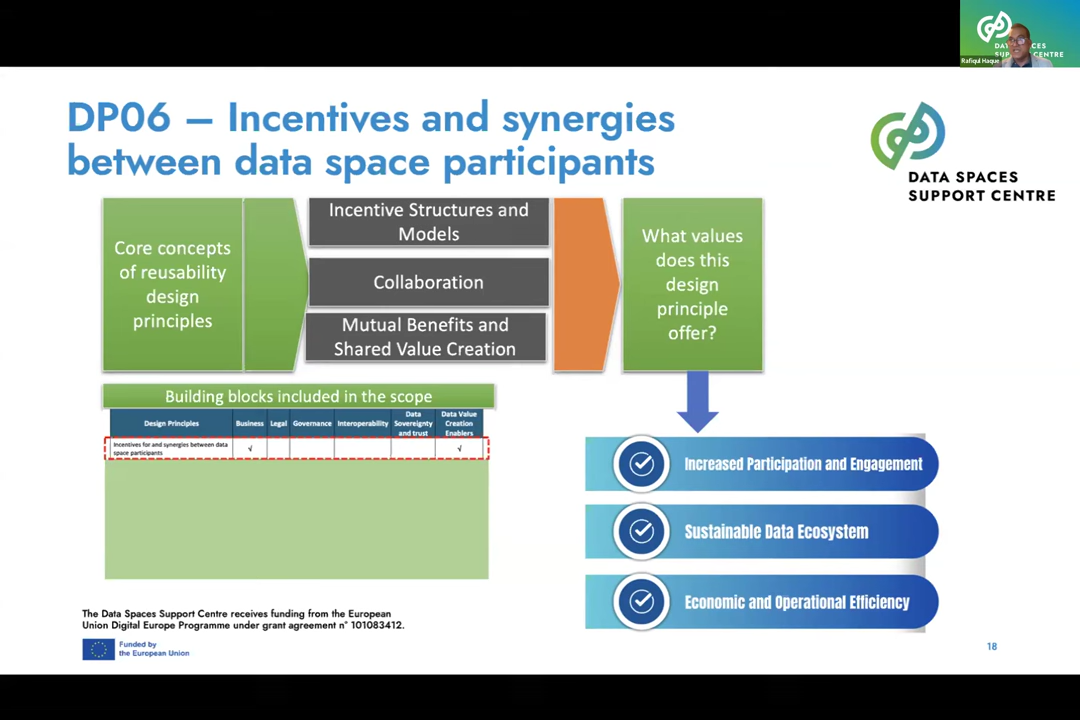 DATA SPACES
SUPPORT CENTRE
Rafiqul Haque
DP06 – Incentives and synergies
between data space participants
DATA SPACES
SUPPORT CENTRE
Core concepts
of reusability
design
principles
Incentive Structures and
Models
Collaboration
Mutual Benefits and
Shared Value Creation
What values
does this
design
principle
offer?
Building blocks included in the scope
Design Principles
Business
Legal
Governance
Interoperability
Data
Sovereignty
and trust
Data Value
Creation
Enablers
Incentives for and synergies between data
space participants
√
√
Increased Participation and Engagement
Sustainable Data Ecosystem
Economic and Operational Efficiency
The Data Spaces Support Centre receives funding from the European
Union Digital Europe Programme under grant agreement n° 101083412.
Funded by
the European Union
18